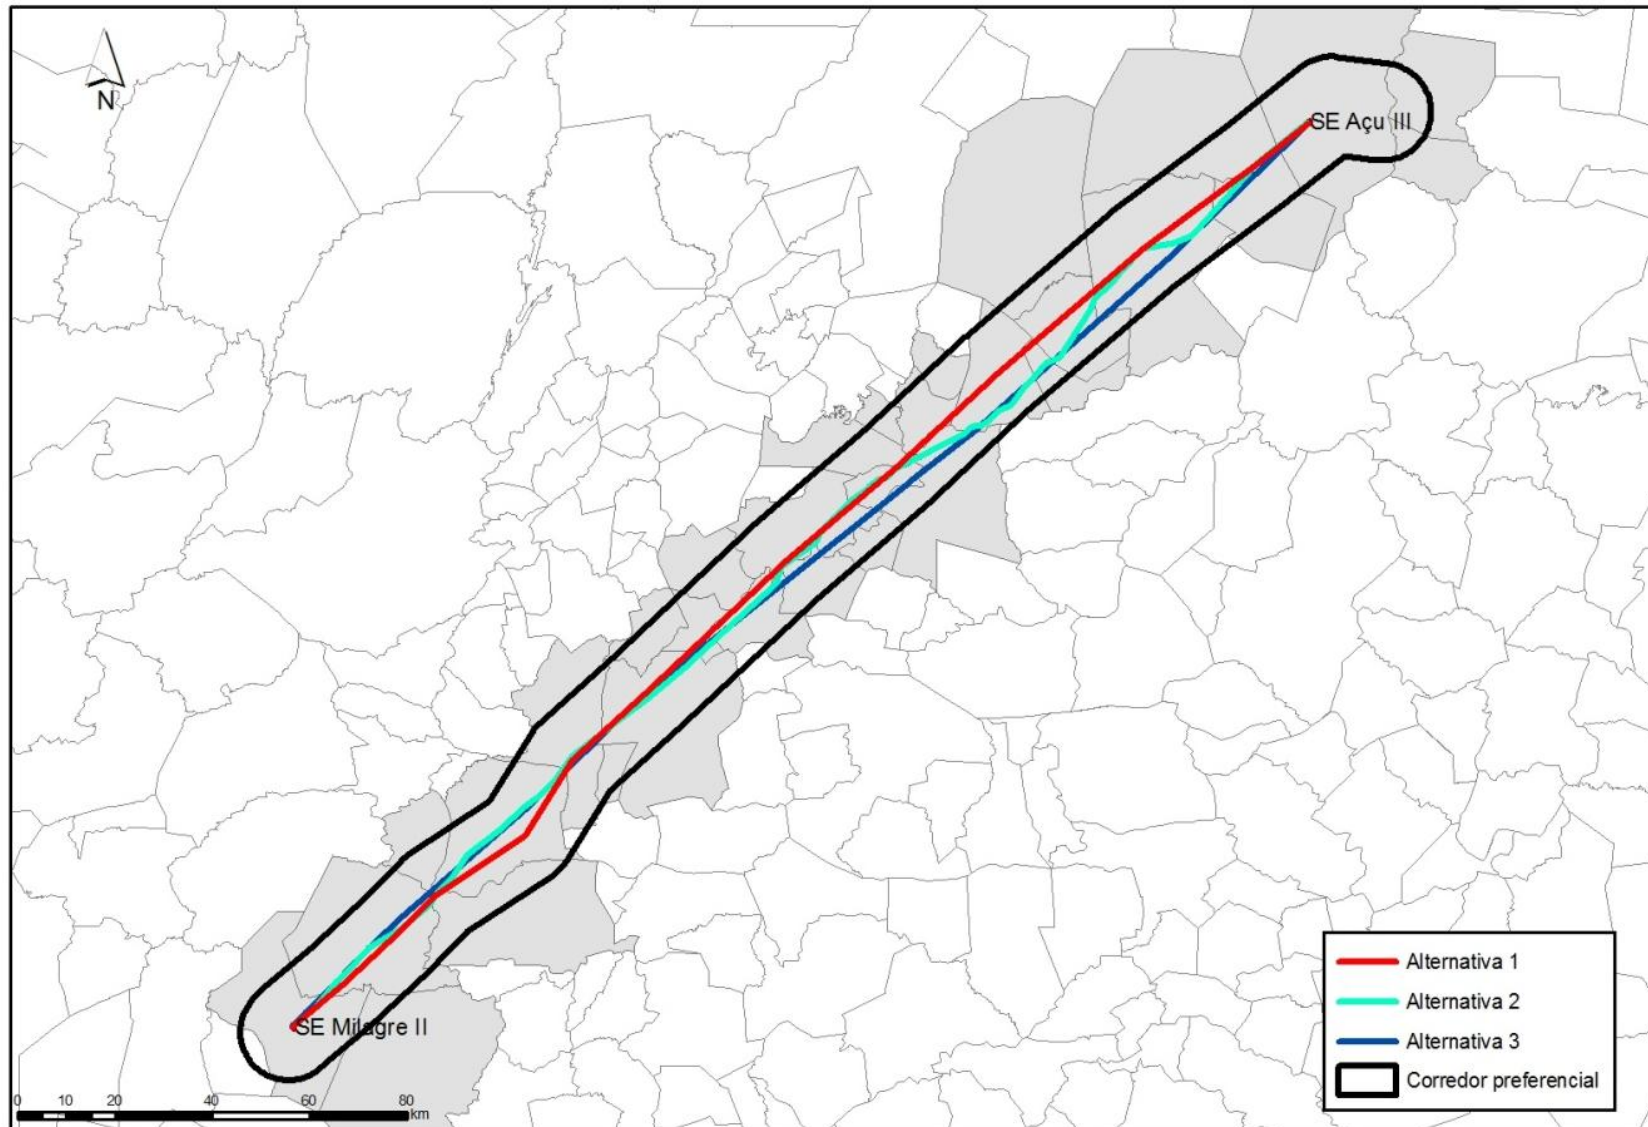 N
SE Açu III
SE Milagre II
Alternativa 1
Alternativa 2
Alternativa 3
Corredor preferencial
0 10 20 40 60 80
km